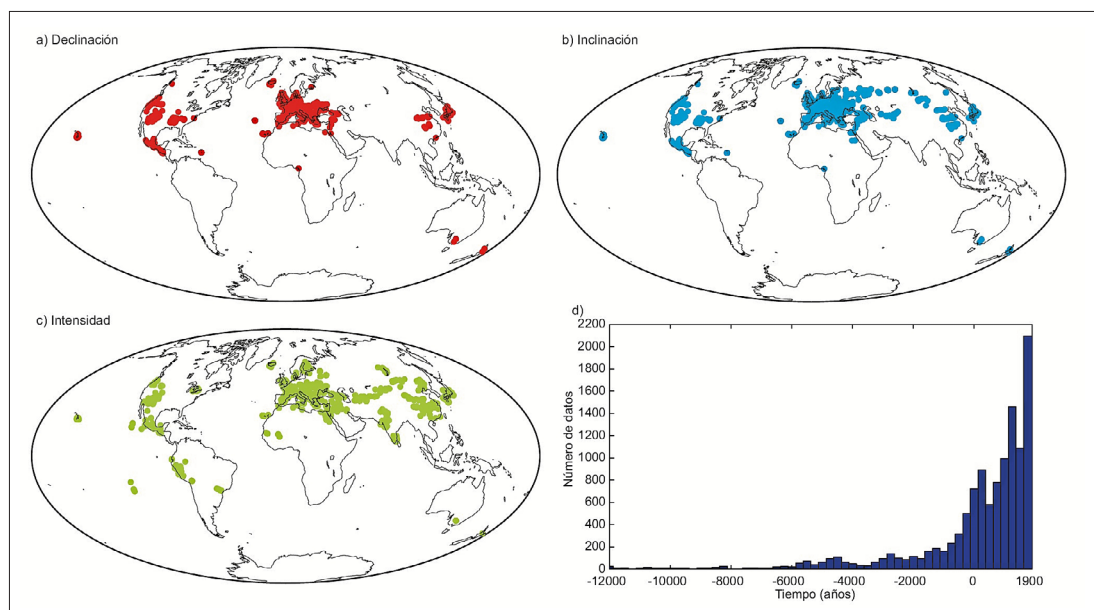 a) Declinación
b) Inclinación
c) Intensidad
d)
2200
2000
1800
1600
1400
1200
1000
800
600
400
200
0
Número de datos
-12000 -10000 -8000 -6000 -4000 -2000 0 1900
Tiempo (años)